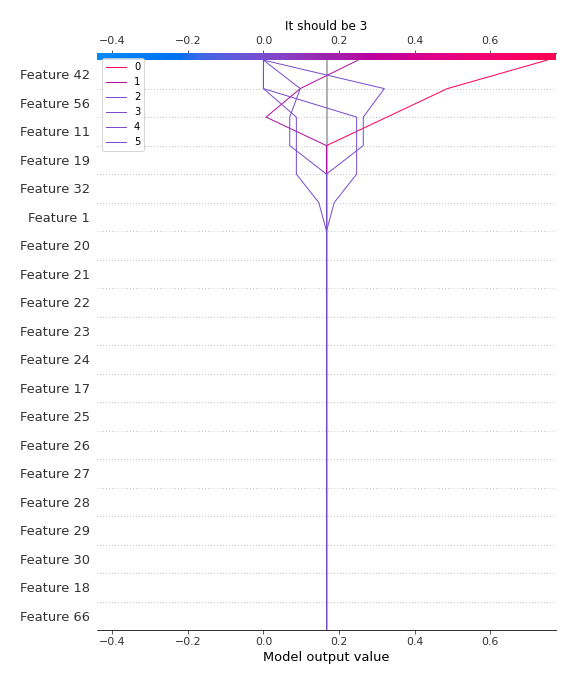 It should be 3
−0.4 −0.2 0.0 0.2 0.4 0.6
0
1
2
3
4
5
Feature 42
Feature 56
Feature 11
Feature 19
Feature 32
Feature 1
Feature 20
Feature 21
Feature 22
Feature 23
Feature 24
Feature 17
Feature 25
Feature 26
Feature 27
Feature 28
Feature 29
Feature 30
Feature 18
Feature 66
−0.4 −0.2 0.0 0.2 0.4 0.6
Model output value